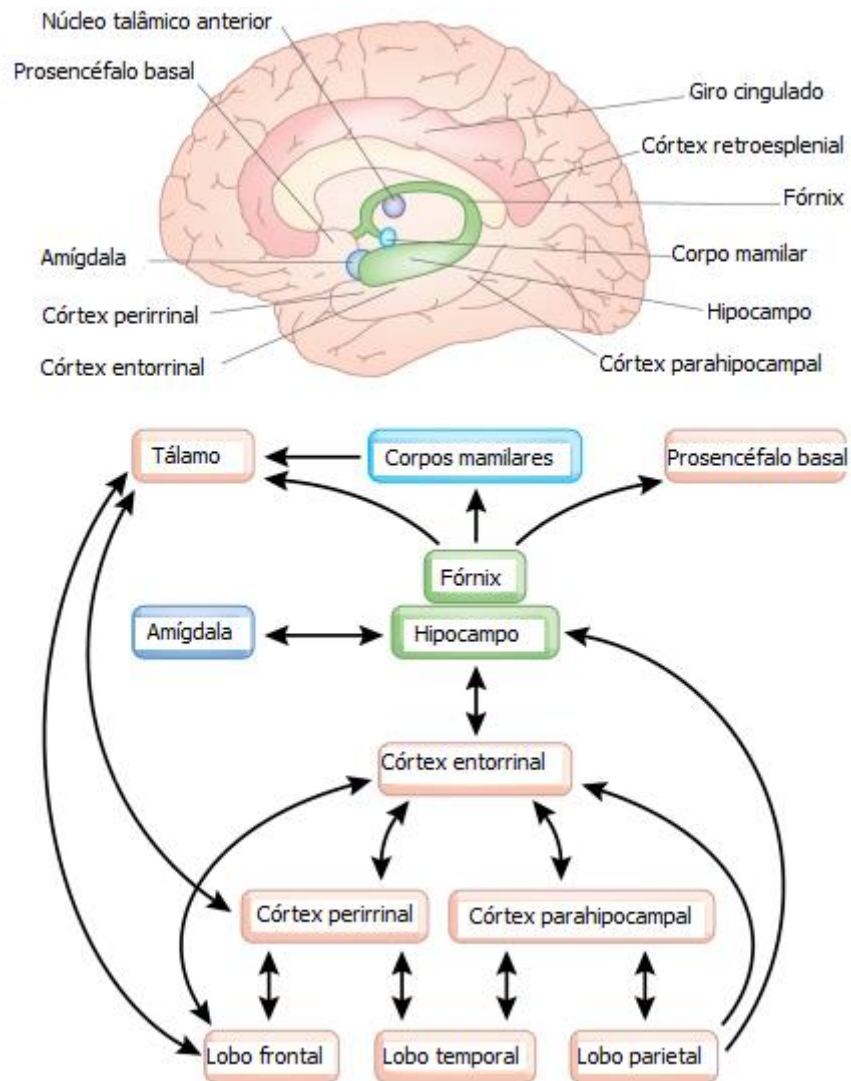 Núcleo talâmico anterior
Prosencéfalo basal
Giro cingulado
Córtex retroesplenial
Fórnix
Amígdala
Corpo mamilar
Córtex perirrinal
Hipocampo
Córtex entorrinal
Córtex parahipocampal
Tálamo
Corpos mamilares
Prosencéfalo basal
Fórnix
Amígdala
Hipocampo
Córtex entorrinal
Córtex perirrinal
Córtex parahipocampal
Lobo frontal
Lobo temporal
Lobo parietal